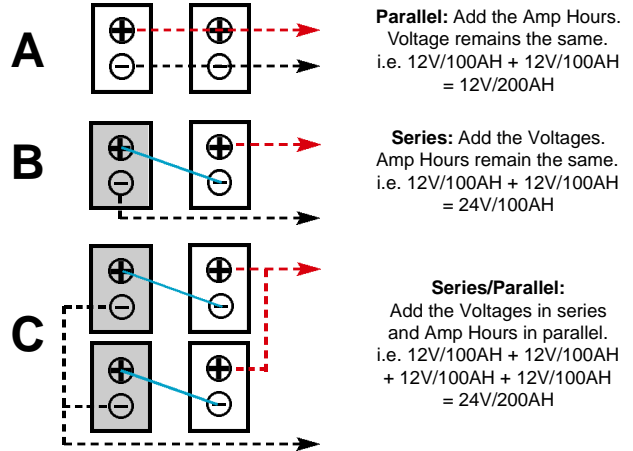 A
Parallel: Add the Amp Hours.
Voltage remains the same.
i.e. 12V/100AH + 12V/100AH
= 12V/200AH
B
Series: Add the Voltages.
Amp Hours remain the same.
i.e. 12V/100AH + 12V/100AH
= 24V/100AH
C
Series/Parallel:
Add the Voltages in series
and Amp Hours in parallel.
i.e. 12V/100AH + 12V/100AH
+ 12V/100AH + 12V/100AH
= 24V/200AH